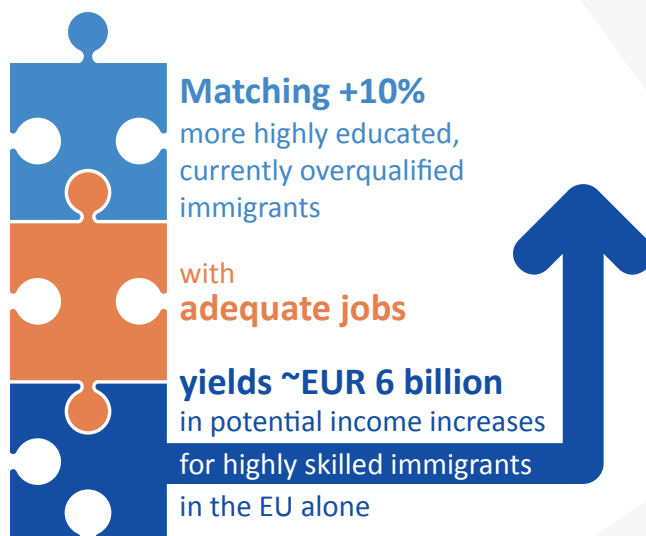 Matching +10%
more highly educated,
currently overqualified
immigrants
with
adequate jobs
yields ~EUR 6 billion
in potential income increases
for highly skilled immigrants
in the EU alone